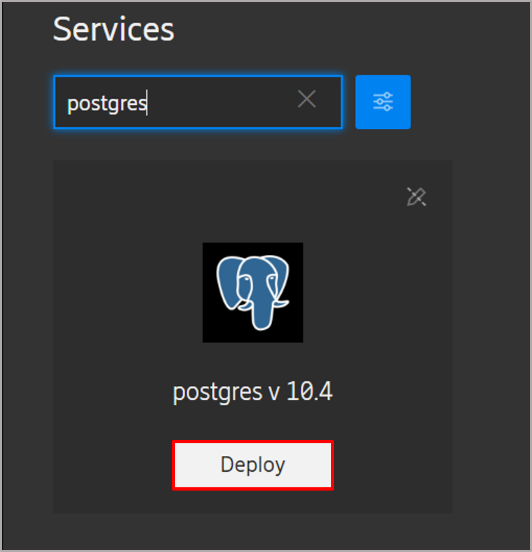 Services
postgres
postgres v 10.4
Deploy